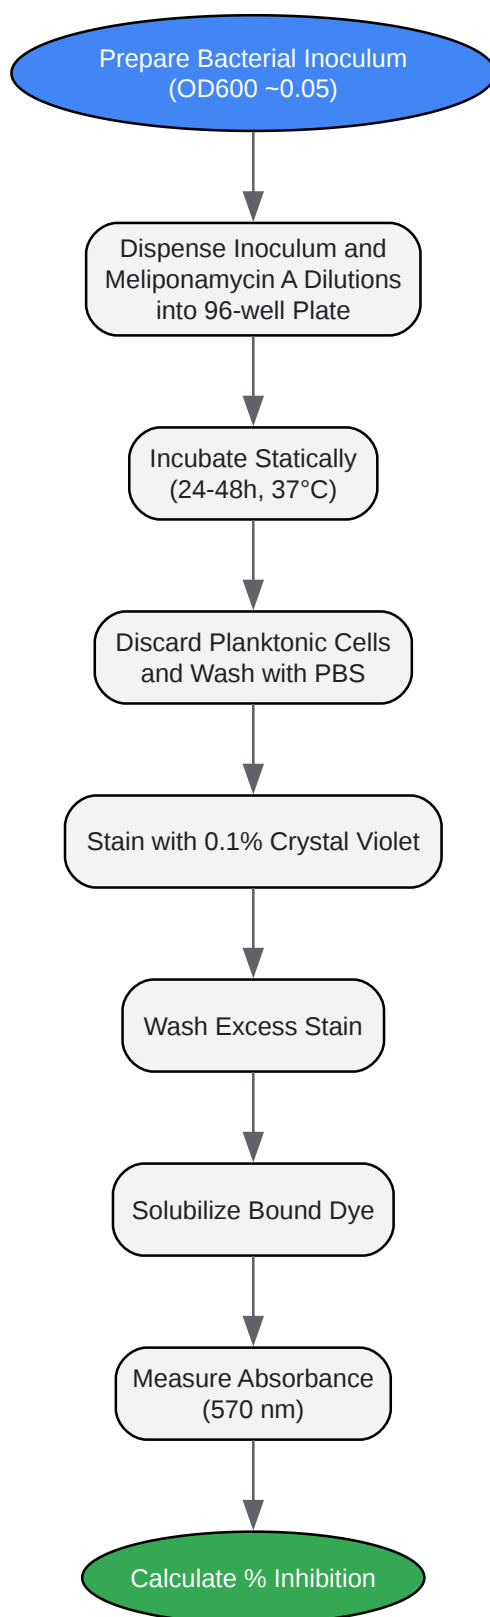 Prepare Bacterial Inoculum
(OD600 ~0.05)
Dispense Inoculum and
Meliponamycin A Dilutions
into 96-well Plate
Incubate Statically
(24-48h, 37°C)
Discard Planktonic Cells
and Wash with PBS
Stain with 0.1% Crystal Violet
Wash Excess Stain
Solubilize Bound Dye
Measure Absorbance
(570 nm)
Calculate % Inhibition